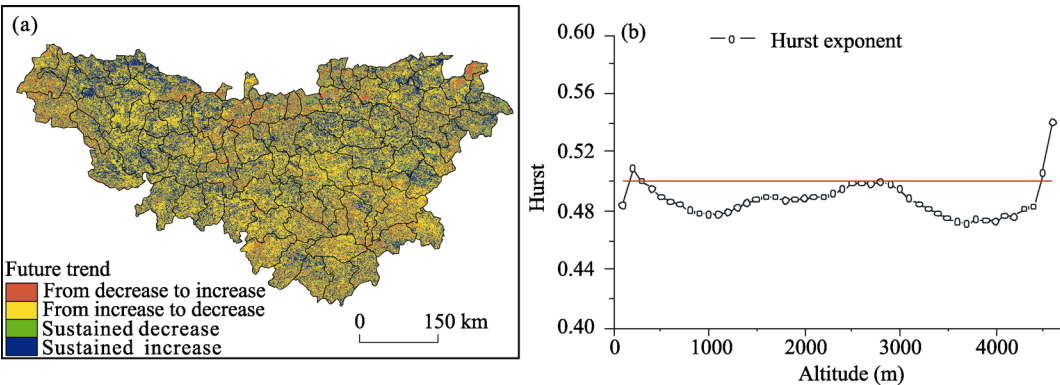 (a)
Future trend
From decrease to increase
From increase to decrease
Sustained decrease
Sustained increase
0 150 km
(b)
Hurst exponent
0.60
0.56
0.52
0.48
0.44
0.40
Hurst
0 1000 2000 3000 4000
Altitude (m)